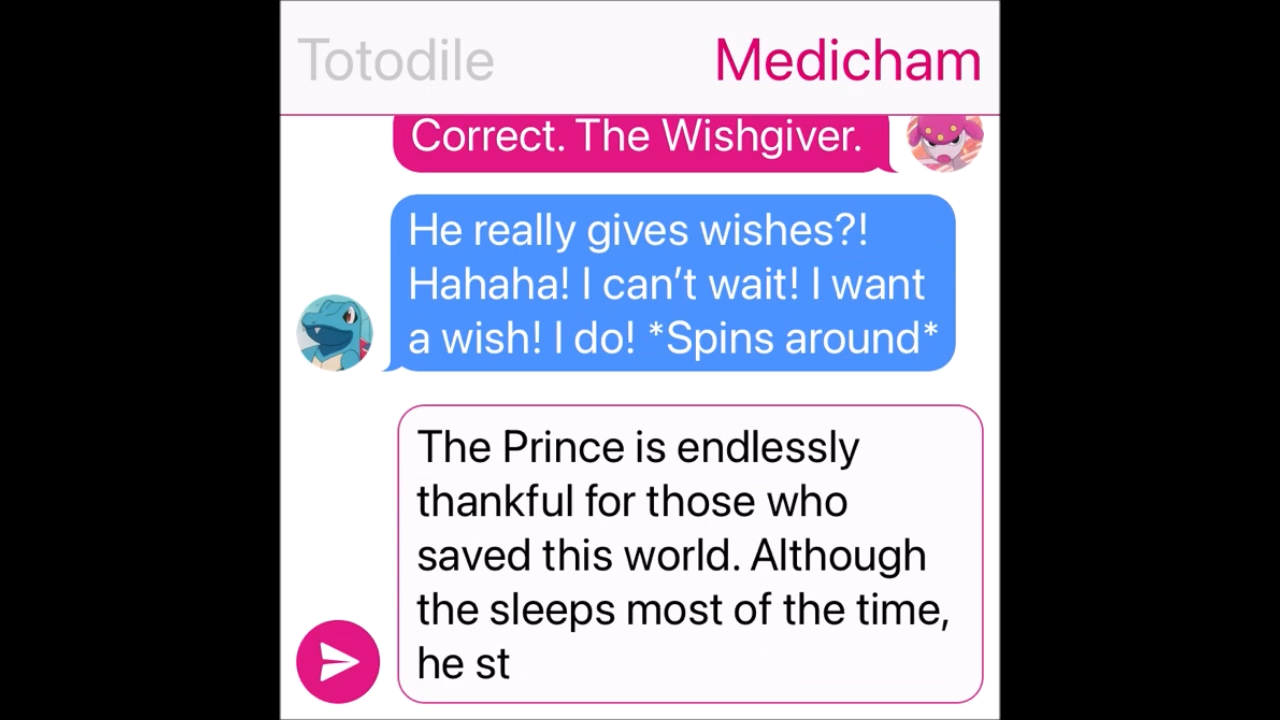 Totodile
Medicham
Correct. The Wishgiver.
He really gives wishes?!
Hahaha! I can’t wait! I want
a wish! I do! *Spins around*
The Prince is endlessly
thankful for those who
saved this world. Although
the sleeps most of the time,
he st